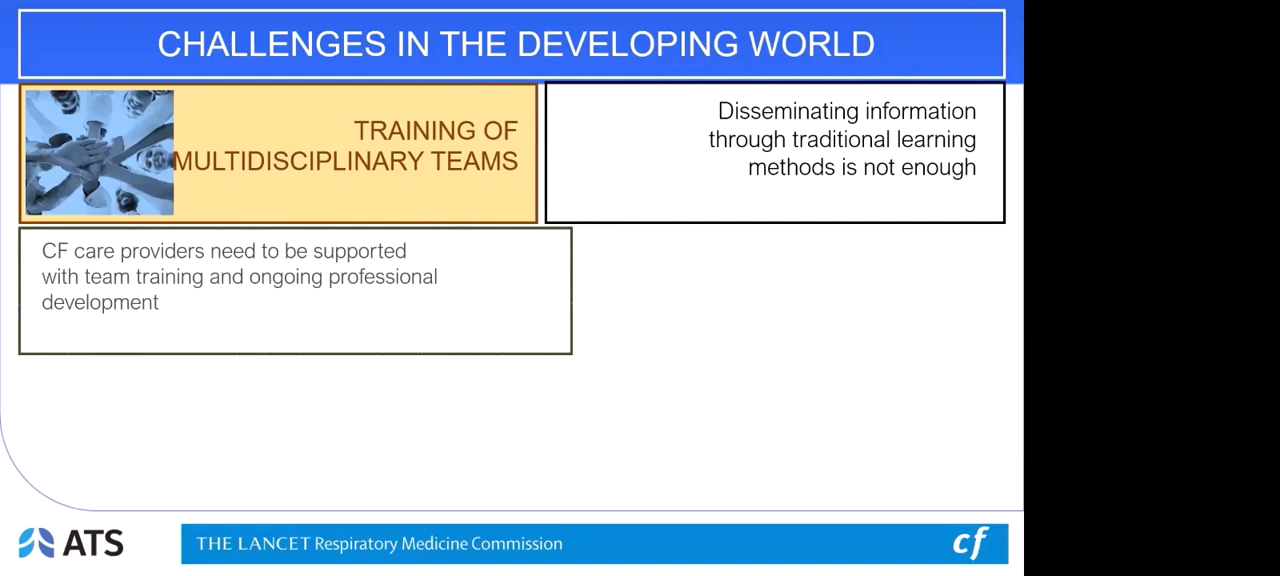 CHALLENGES IN THE DEVELOPING WORLD
TRAINING OF
MULTIDISCIPLINARY TEAMS
Disseminating information
through traditional learning
methods is not enough
CF care providers need to be supported
with team training and ongoing professional
development
ATS
THE LANCET Respiratory Medicine Commission
cf